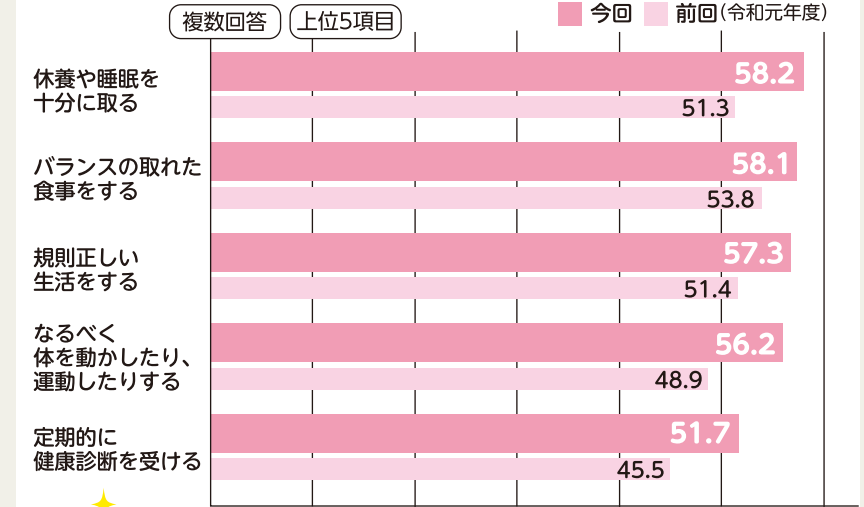 複数回答 上位5項目 今回 前回(令和元年度)
休養や睡眠を
十分に取る
58.2
51.3
バランスの取れた
食事をする
58.1
53.8
規則正しい
生活をする
57.3
51.4
なるべく
体を動かしたり、
運動したりする
56.2
48.9
定期的に
健康診断を受ける
51.7
45.5